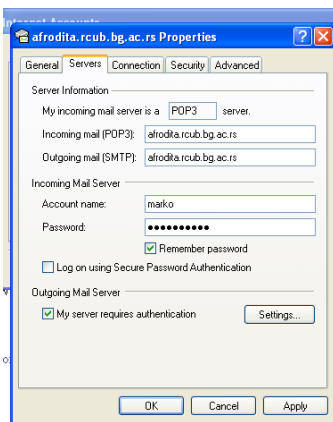 Internet Accounts
afrodita.rcub.bg.ac.rs Properties
General Servers Connection Security Advanced
Server Information
My incoming mail server is a POP3 server.
Incoming mail (POP3): afrodita.rcub.bg.ac.rs
Outgoing mail (SMTP): afrodita.rcub.bg.ac.rs
Incoming Mail Server
Account name: marko
Password: ●●●●●●●●●●
Remember password
Log on using Secure Password Authentication
Outgoing Mail Server
My server requires authentication Settings...
OK Cancel Apply